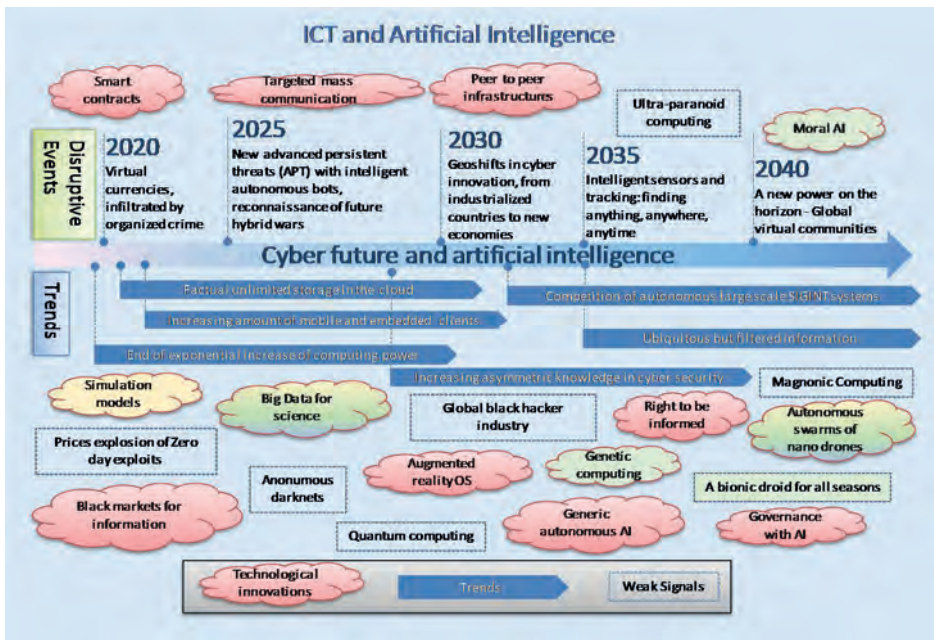 ICT and Artificial Intelligence
Smart
contracts
Targeted mass
communication
Peer to peer
infrastructures
Ultra-paranoid
computing
Moral AI
Disruptive
Events
2020
Virtual
currencies,
infiltrated by
organized crime
2025
New advanced persistent
threats (APT) with intelligent
autonomous bots,
reconnaissance of future
hybrid wars
2030
Geoshifts in cyber
innovation, from
industrialized
countries to new
economies
2035
Intelligent sensors and
tracking: finding
anything, anywhere,
anytime
2040
A new power on the
horizon - Global
virtual communities
Cyber future and artificial intelligence
Trends
Factual unlimited storage in the cloud
Competition of autonomous large scale SIGINT systems
Increasing amount of mobile and embedded clients
Ubiquitous but filtered information
End of exponential increase of computing power
Increasing asymmetric knowledge in cyber security
Simulation
models
Big Data for
science
Global black hacker
industry
Right to be
informed
Magnonic Computing
Autonomous
swarms of
nano drones
Prices explosion of Zero
day exploits
Anonumous
darknets
Augmented
reality OS
Genetic
computing
A bionic droid for all seasons
Black markets for
information
Quantum computing
Generic
autonomous AI
Governance
with AI
Technological
innovations
Trends
Weak Signals